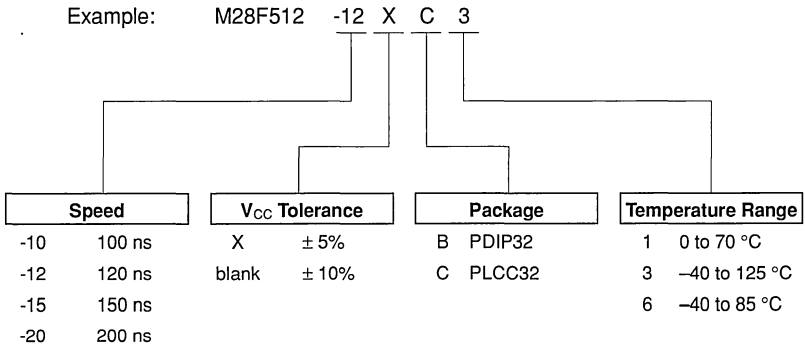 Example: M28F512 -12 X C 3
Speed
-10 100 ns
-12 120 ns
-15 150 ns
-20 200 ns
VCC Tolerance
X ± 5%
blank ± 10%
Package
B PDIP32
C PLCC32
Temperature Range
1 0 to 70 °C
3 –40 to 125 °C
6 –40 to 85 °C